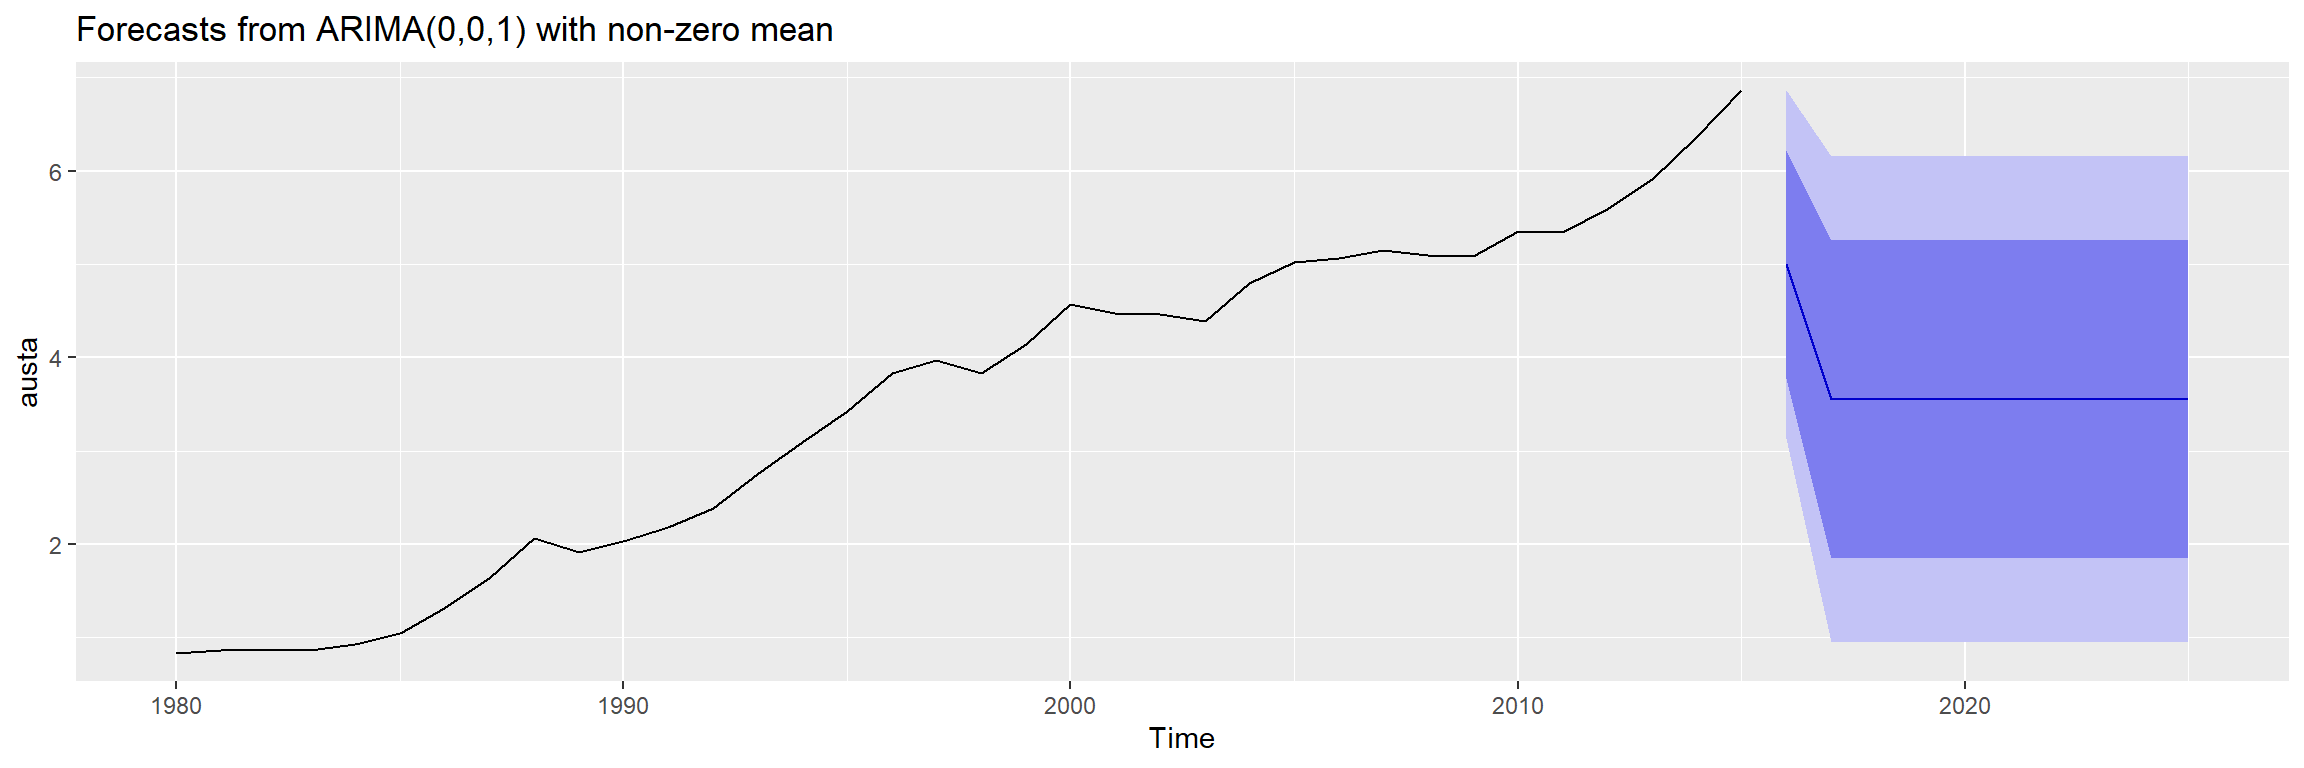 Forecasts from ARIMA(0,0,1) with non-zero mean
6
4
2
austa
1980 1990 2000 2010 2020
Time